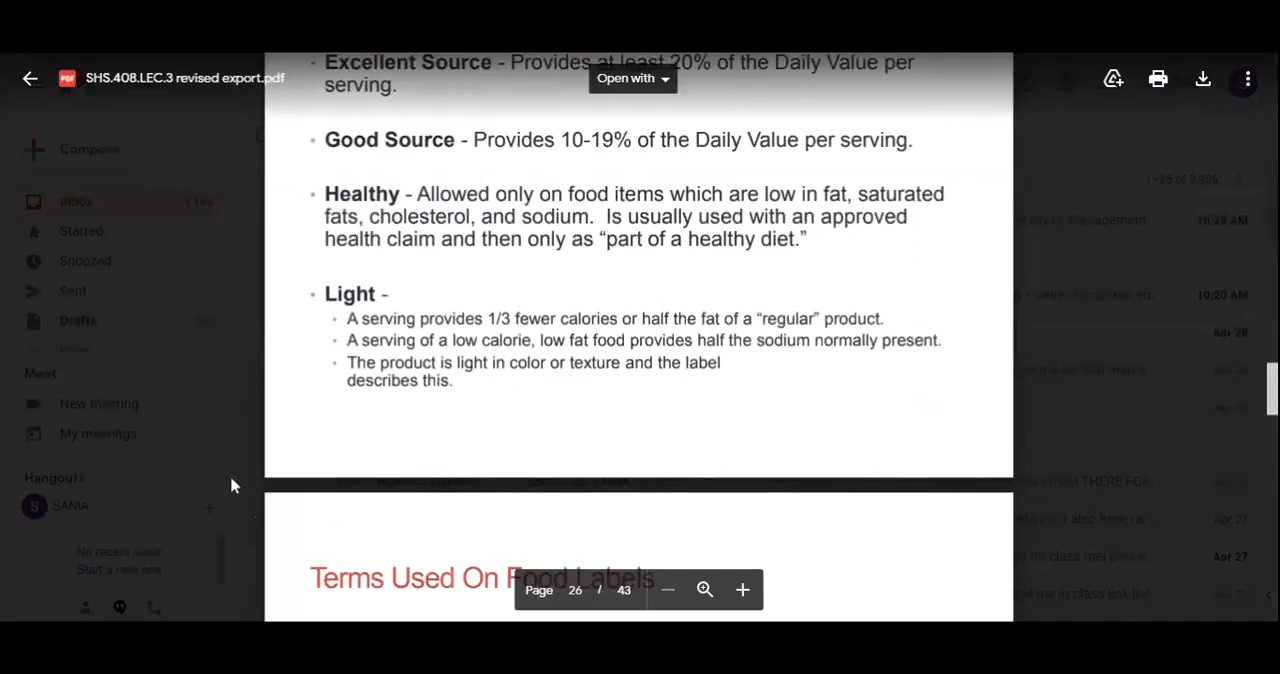 SHS.408.LEC.3 revised export.pdf
Open with
Excellent Source - Provides at least 20% of the Daily Value per
serving.
• Good Source - Provides 10-19% of the Daily Value per serving.
• Healthy - Allowed only on food items which are low in fat, saturated
fats, cholesterol, and sodium. Is usually used with an approved
health claim and then only as “part of a healthy diet.”
• Light -
• A serving provides 1/3 fewer calories or half the fat of a “regular” product.
• A serving of a low calorie, low fat food provides half the sodium normally present.
• The product is light in color or texture and the label
describes this.
Terms Used On Food Labels
Page 26 / 43
Compose
Inbox
Starred
Snoozed
Sent
Drafts
Meet
New meeting
My meetings
Hangouts
S SANIA
No recent chats
Start a new one
10:28 AM
10:20 AM
Apr 28
Apr 27
Apr 27